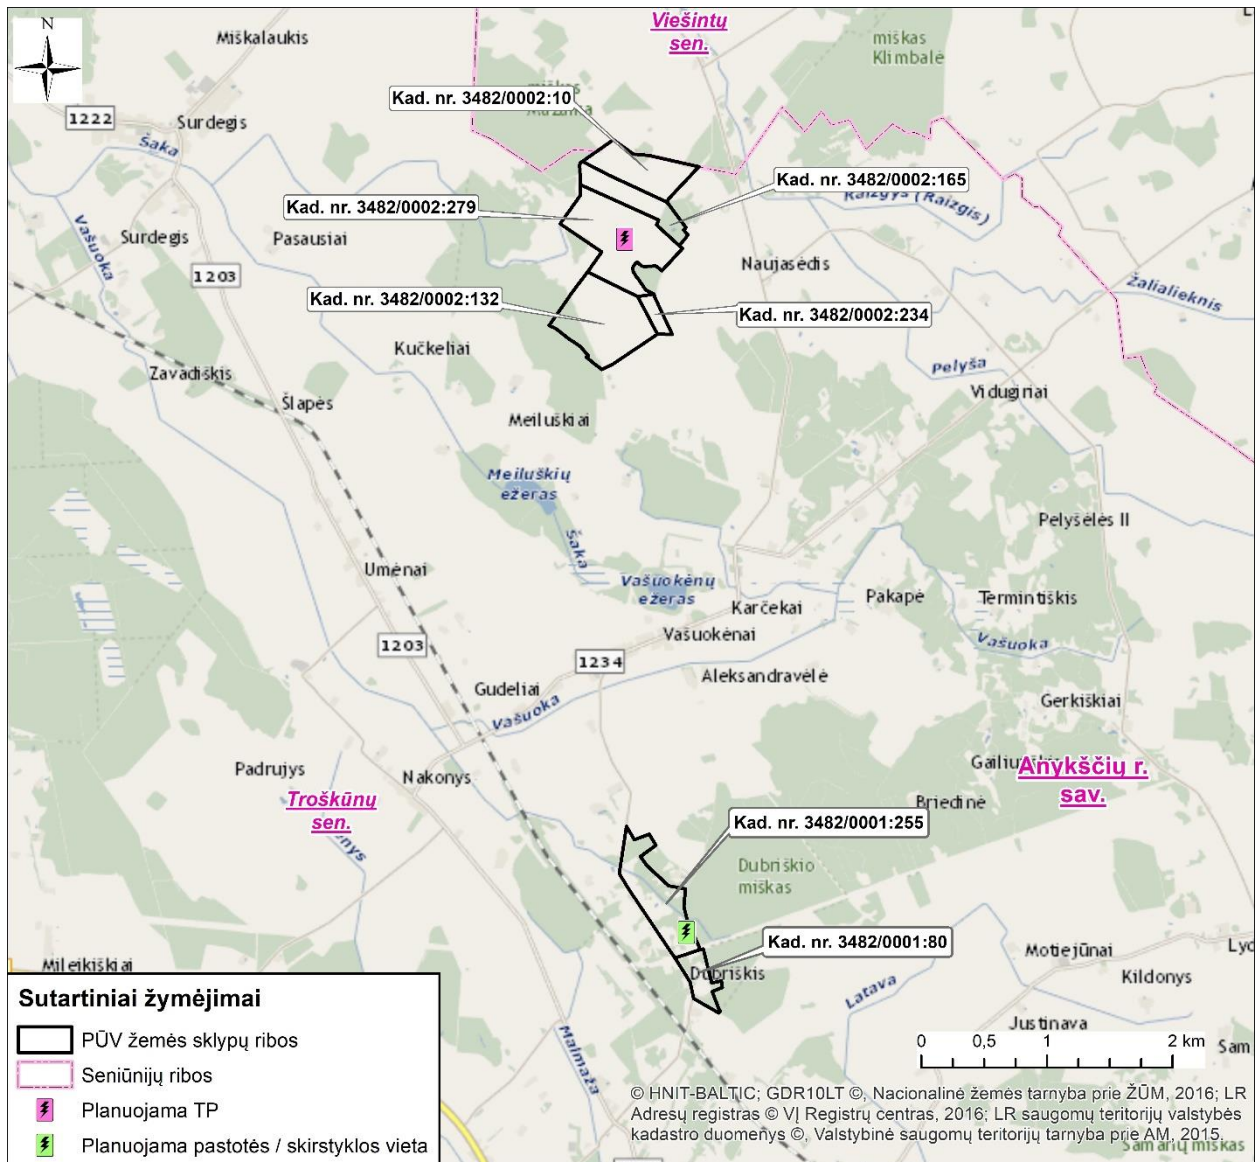 N
Miškalaukis
Viešintų
sen.
miškas
Klimbalė
Kad. nr. 3482/0002:10
1222
Surdegis
Šaka
Kad. nr. 3482/0002:165
Raizgys (Raizgis)
Kad. nr. 3482/0002:279
Vašuoka
Surdegis
Pasausiai
1203
Naujasėdis
Žalialieknis
Kad. nr. 3482/0002:132
Kad. nr. 3482/0002:234
Kučkeliai
Zavadiškis
Pelyša
Viduginiai
Šlapės
Meiluškiai
Meiluškių
ežeras
Šaka
Pelyšėlės II
Umėnai
Vašuokėnų
ežeras
Karčekai
Pakapė
Termintiškis
Vašuokėnai
Vašuoka
1203
1234
Aleksandravėlė
Gudeliai
Vašuoka
Gerkiškiai
Padrujys
Nakonys
Anykščių r.
sav.
Troškūnų
sen.
Briedinė
Kad. nr. 3482/0001:255
Dubriškio
miškas
Kad. nr. 3482/0001:80
Dubriškis
Motiejūnai
Kildonys
Mileikiškiai
Latava
Justinava
Malmaža
Sutartiniai žymėjimai
PŪV žemės sklypų ribos
Seniūnijų ribos
Planuojama TP
Planuojama pastotės / skirstyklos vieta
0 0,5 1 2 km
© HNIT-BALTIC; GDR10LT ©, Nacionalinė žemės tarnyba prie ŽŪM, 2016; LR
Adresų registras © VĮ Registrų centras, 2016; LR saugomų teritorijų valstybės
kadastro duomenys ©, Valstybinė saugomų teritorijų tarnyba prie AM, 2015.
Samarių miškas